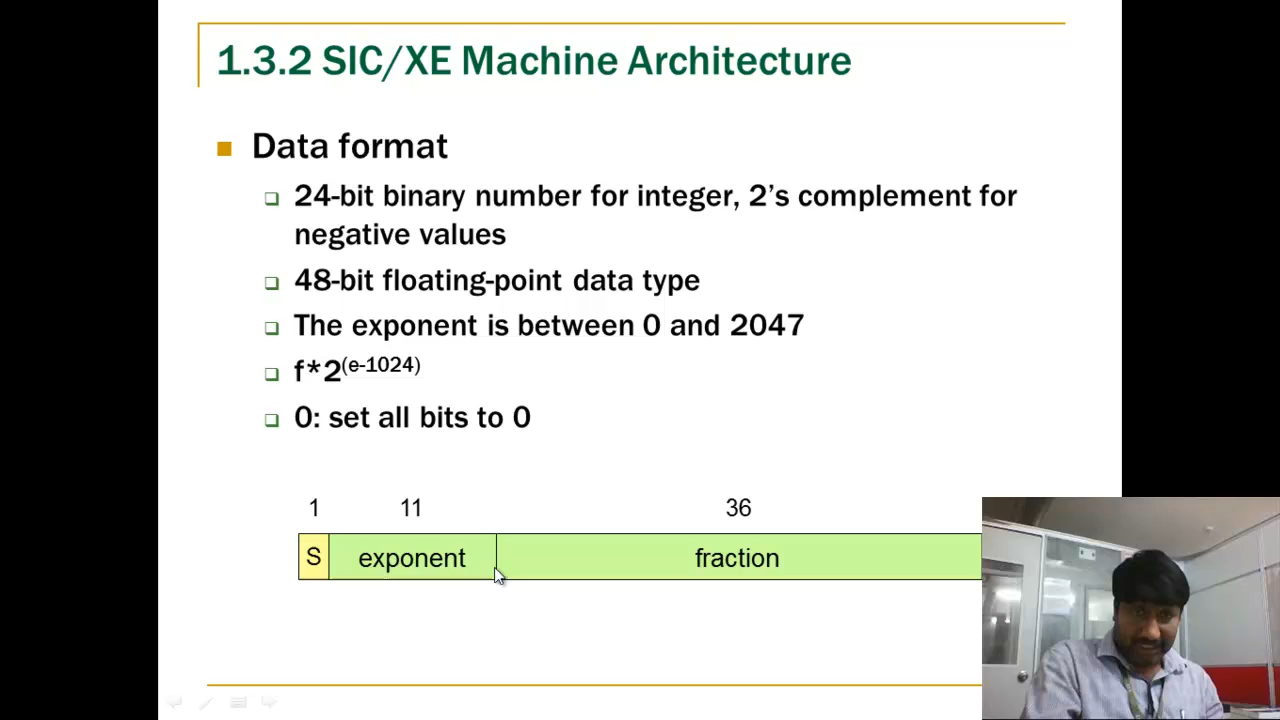 1.3.2 SIC/XE Machine Architecture
Data format
24-bit binary number for integer, 2’s complement for
negative values
48-bit floating-point data type
The exponent is between 0 and 2047
f*2(e-1024)
0: set all bits to 0
1 11 36
S exponent fraction